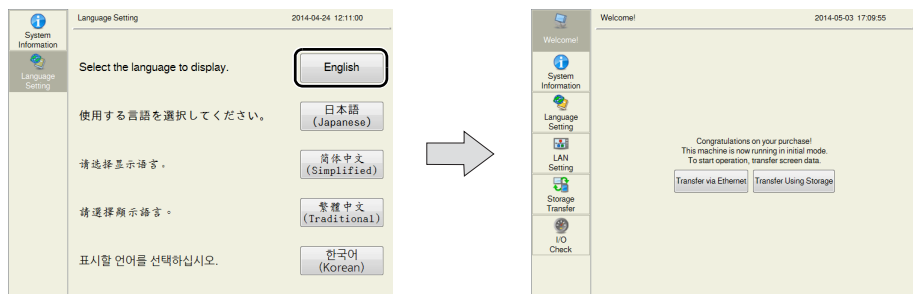 System
Information
Language
Setting
Language Setting 2014-04-24 12:11:00
Select the language to display. English
使用する言語を選択してください。 日本語
(Japanese)
请选择显示语言。 简体中文
(Simplified)
請選擇顯示語言。 繁體中文
(Traditional)
표시할 언어를 선택하십시오. 한국어
(Korean)
Welcome!
System
Information
Language
Setting
LAN
Setting
Storage
Transfer
I/O
Check
Welcome! 2014-05-03 17:09:55
Congratulations on your purchase!
This machine is now running in initial mode.
To start operation, transfer screen data.
Transfer via Ethernet Transfer Using Storage